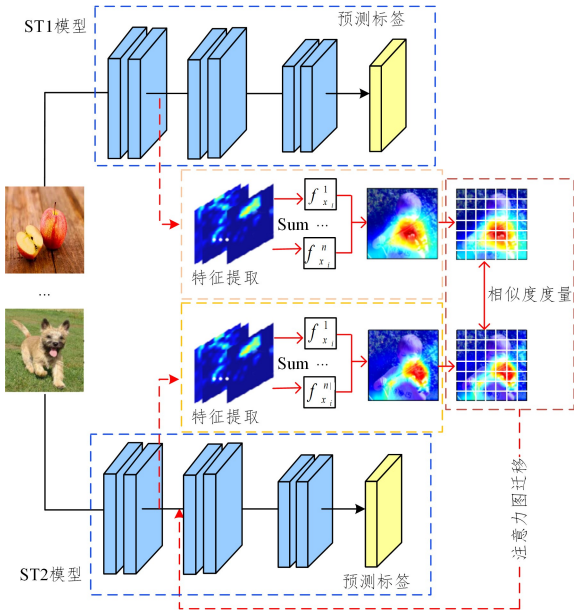 ST1模型
预测标签
f 1 x i
Sum ...
f n x i
特征提取
...
相似度度量
...
f 1 x i
Sum ...
f n x i
特征提取
...
注意力图迁移
ST2模型
预测标签